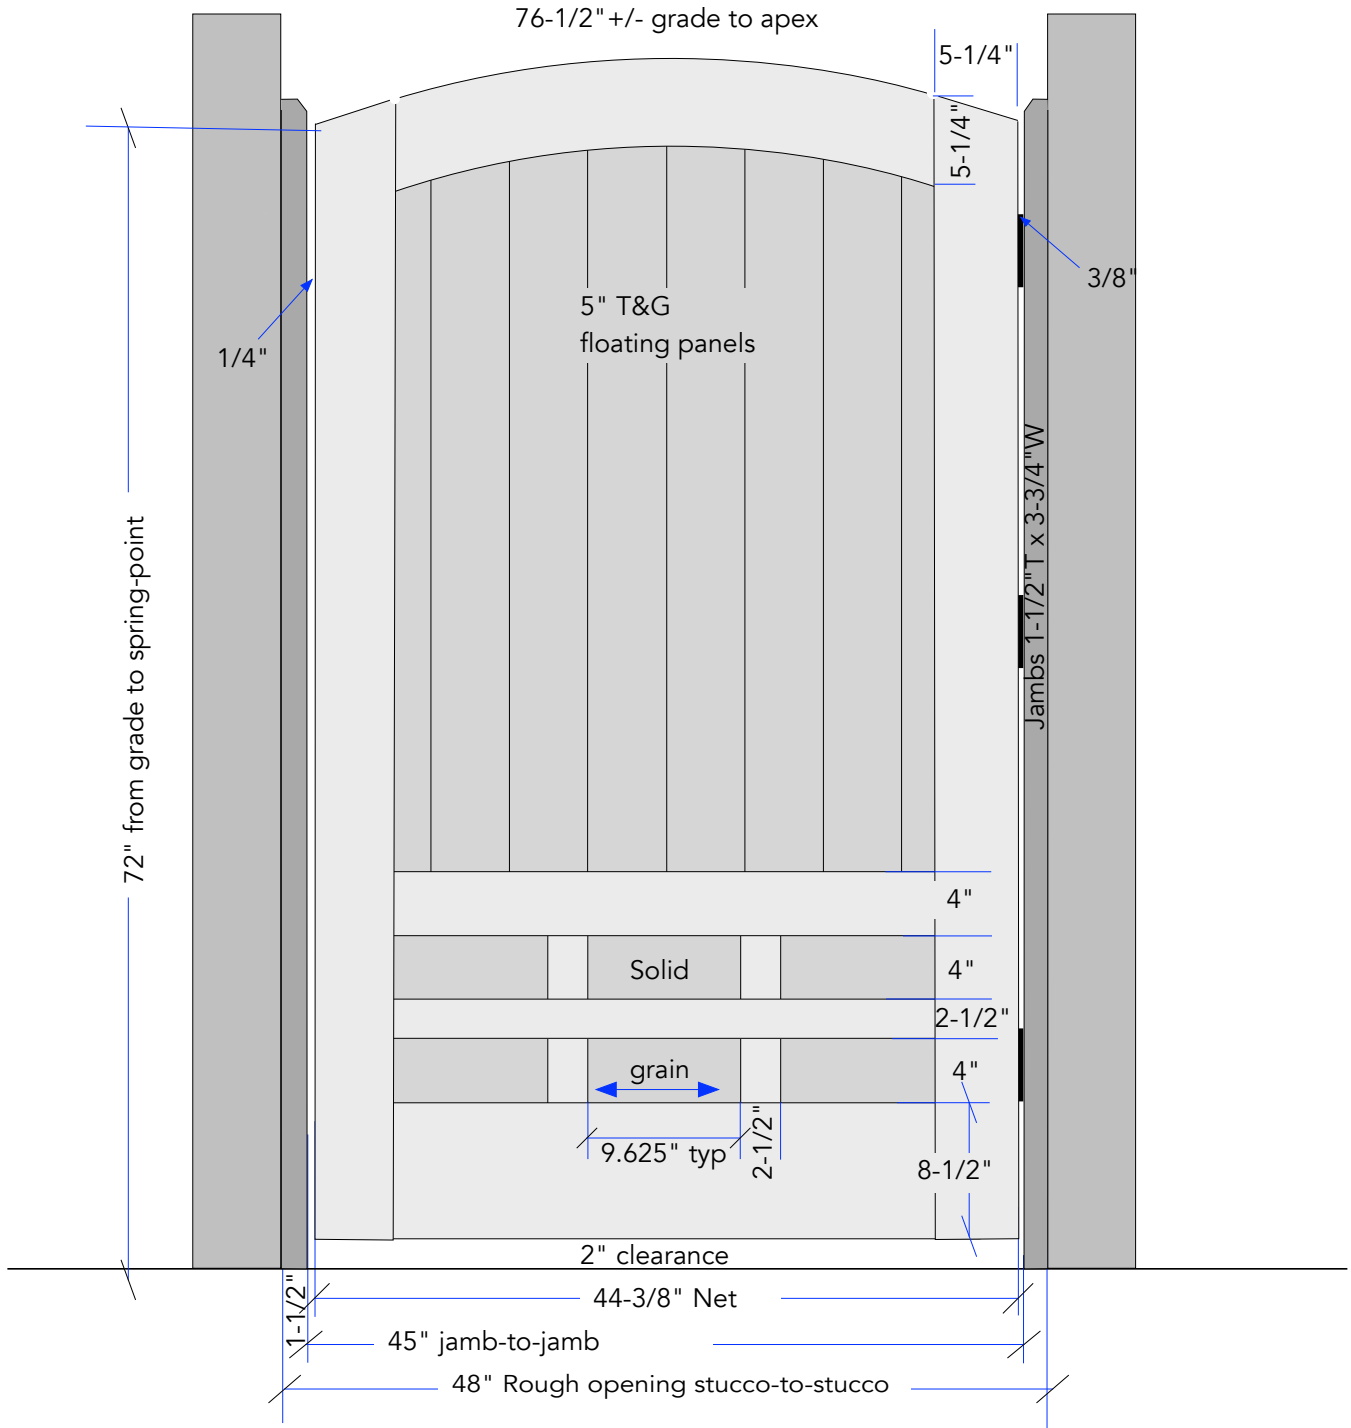 76-1/2"+/- grade to apex
5-1/4"
5-1/4"
3/8"
5" T&G
floating panels
1/4"
Jambs 1-1/2"T x 3-3/4"W
72" from grade to spring-point
4"
Solid
4"
2-1/2"
grain
4"
9.625" typ
2-1/2"
8-1/2"
2" clearance
1-1/2"
44-3/8" Net
45" jamb-to-jamb
48" Rough opening stucco-to-stucco